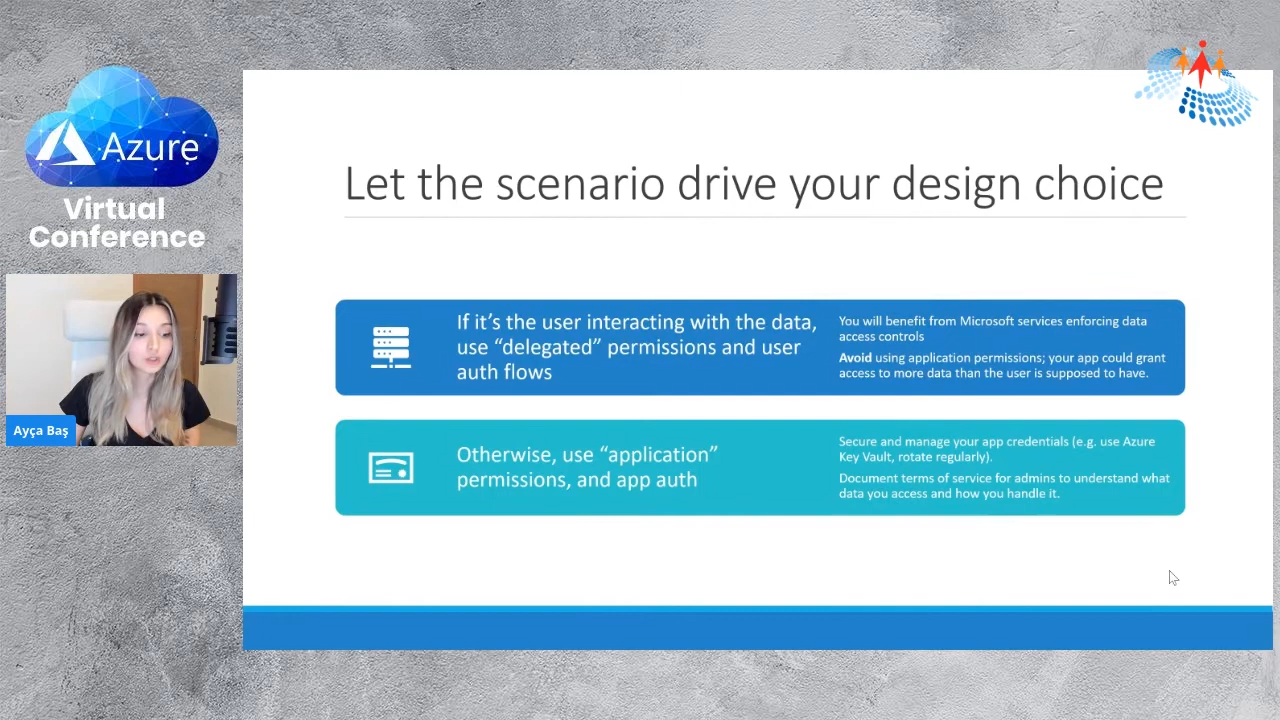 Azure
Virtual
Conference
Ayça Baş
Let the scenario drive your design choice
If it’s the user interacting with the data,
use “delegated” permissions and user
auth flows
You will benefit from Microsoft services enforcing data
access controls
Avoid using application permissions; your app could grant
access to more data than the user is supposed to have.
Otherwise, use “application”
permissions, and app auth
Secure and manage your app credentials (e.g. use Azure
Key Vault, rotate regularly).
Document terms of service for admins to understand what
data you access and how you handle it.